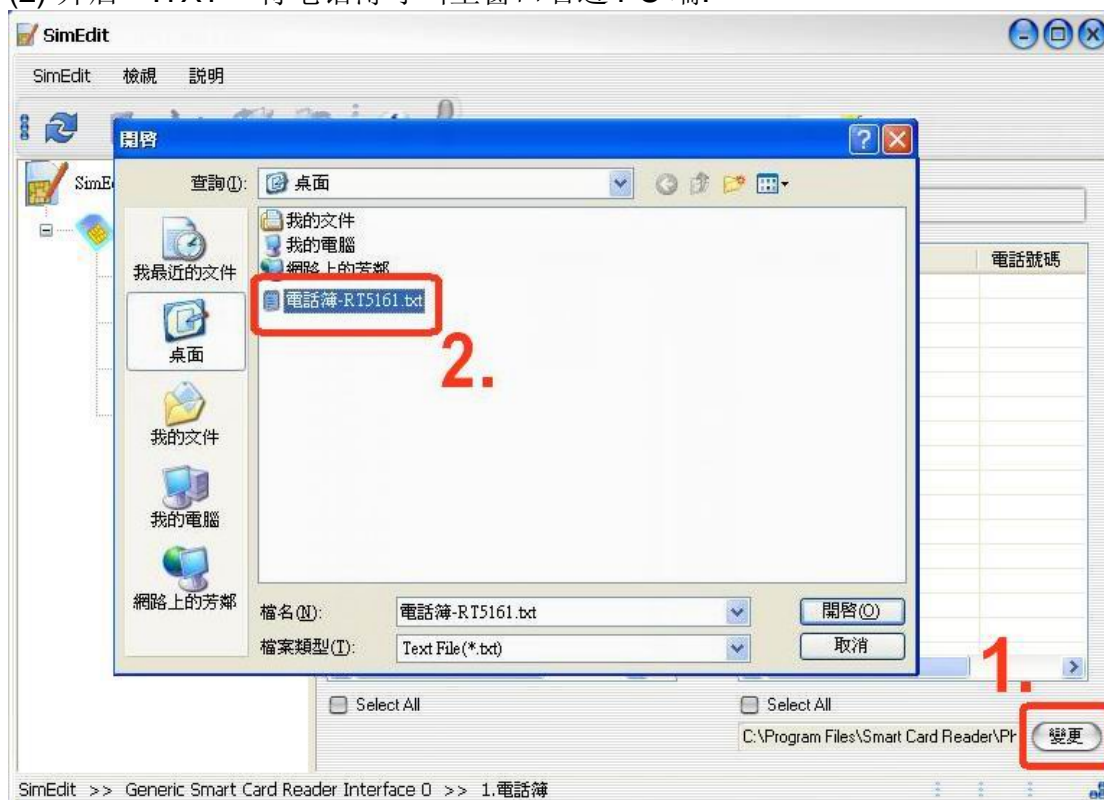 SimEdit
SimEdit 檢視 説明
開啓
SimE
查詢(I): 桌面
我的文件
我的電腦
網路上的芳鄰
電話簿-RT5161.txt
2.
我最近的文件
桌面
我的文件
我的電腦
網路上的芳鄰
電話號碼
檔名(N): 電話簿-RT5161.txt 開啓(O)
檔案類型(T): Text File(*.txt) 取消
1.
Select All Select All
C:\Program Files\Smart Card Reader\Ph 變更
SimEdit >> Generic Smart Card Reader Interface 0 >> 1.電話簿